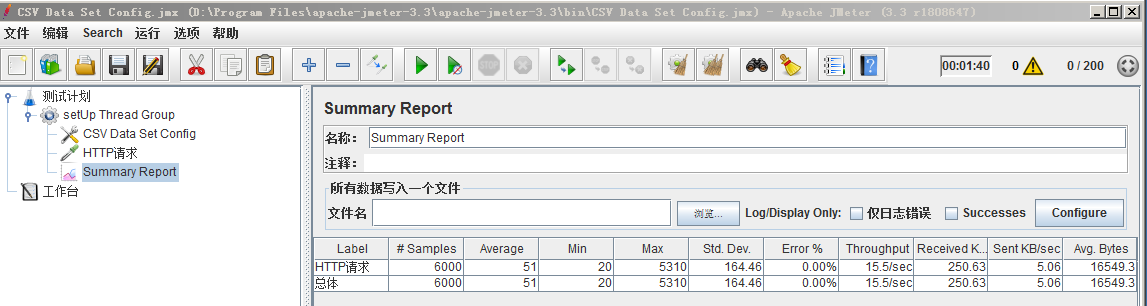 CSV Data Set Config.jmx (D:\Program Files\apache-jmeter-3.3\apache-jmeter-3.3\bin\CSV Data Set Config.jmx) - Apache JMeter (3.3 r1808647)
文件 编辑 Search 运行 选项 帮助
STOP 00:01:40 0 0 / 200
测试计划
setUp Thread Group
CSV Data Set Config
HTTP请求
Summary Report
工作台
Summary Report
名称: Summary Report
注释:
所有数据写入一个文件
文件名 浏览... Log/Display Only: 仅日志错误 Successes Configure
Label # Samples Average Min Max Std. Dev. Error % Throughput Received K... Sent KB/sec Avg. Bytes
HTTP请求 6000 51 20 5310 164.46 0.00% 15.5/sec 250.63 5.06 16549.3
总体 6000 51 20 5310 164.46 0.00% 15.5/sec 250.63 5.06 16549.3